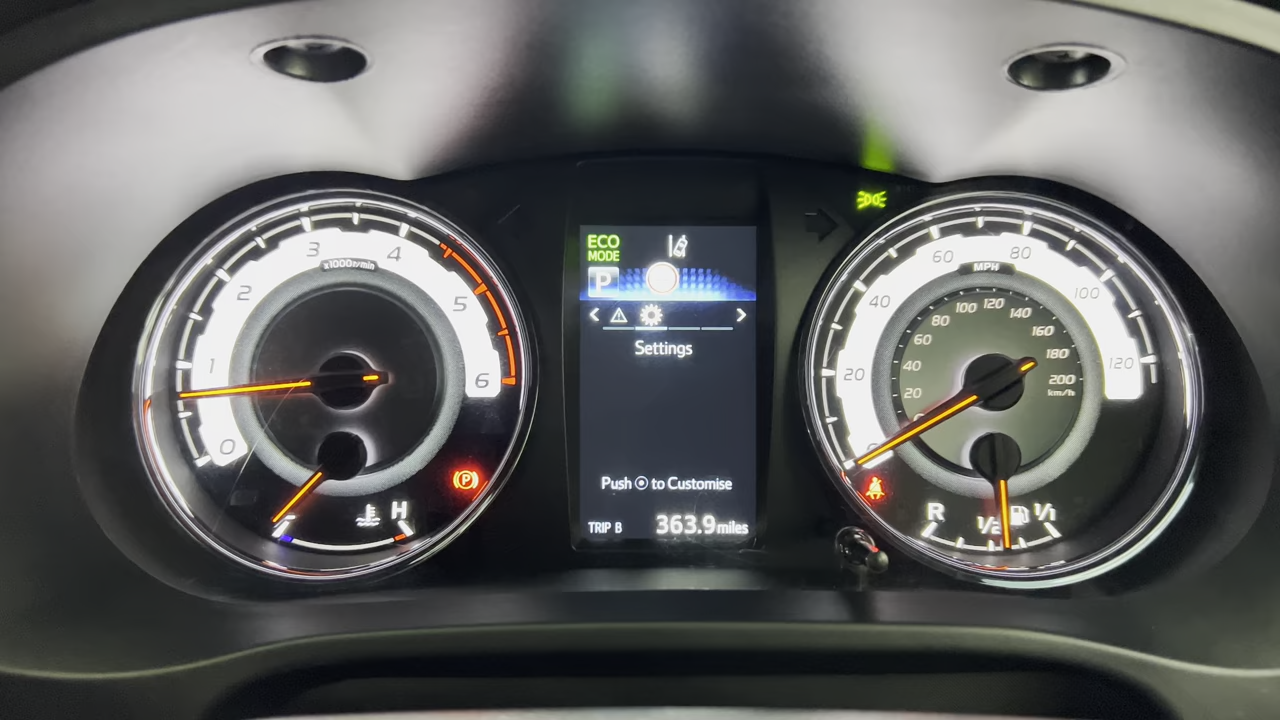 0
1
2
3
4
5
6
x1000r/min
H
(P)
ECO
MODE
P
Settings
Push ⦿ to Customise
TRIP B 363.9 miles
0
20
40
60
80
100
120
MPH
20
40
60
80
100
120
140
160
180
200
km/h
R 1/2 1/1